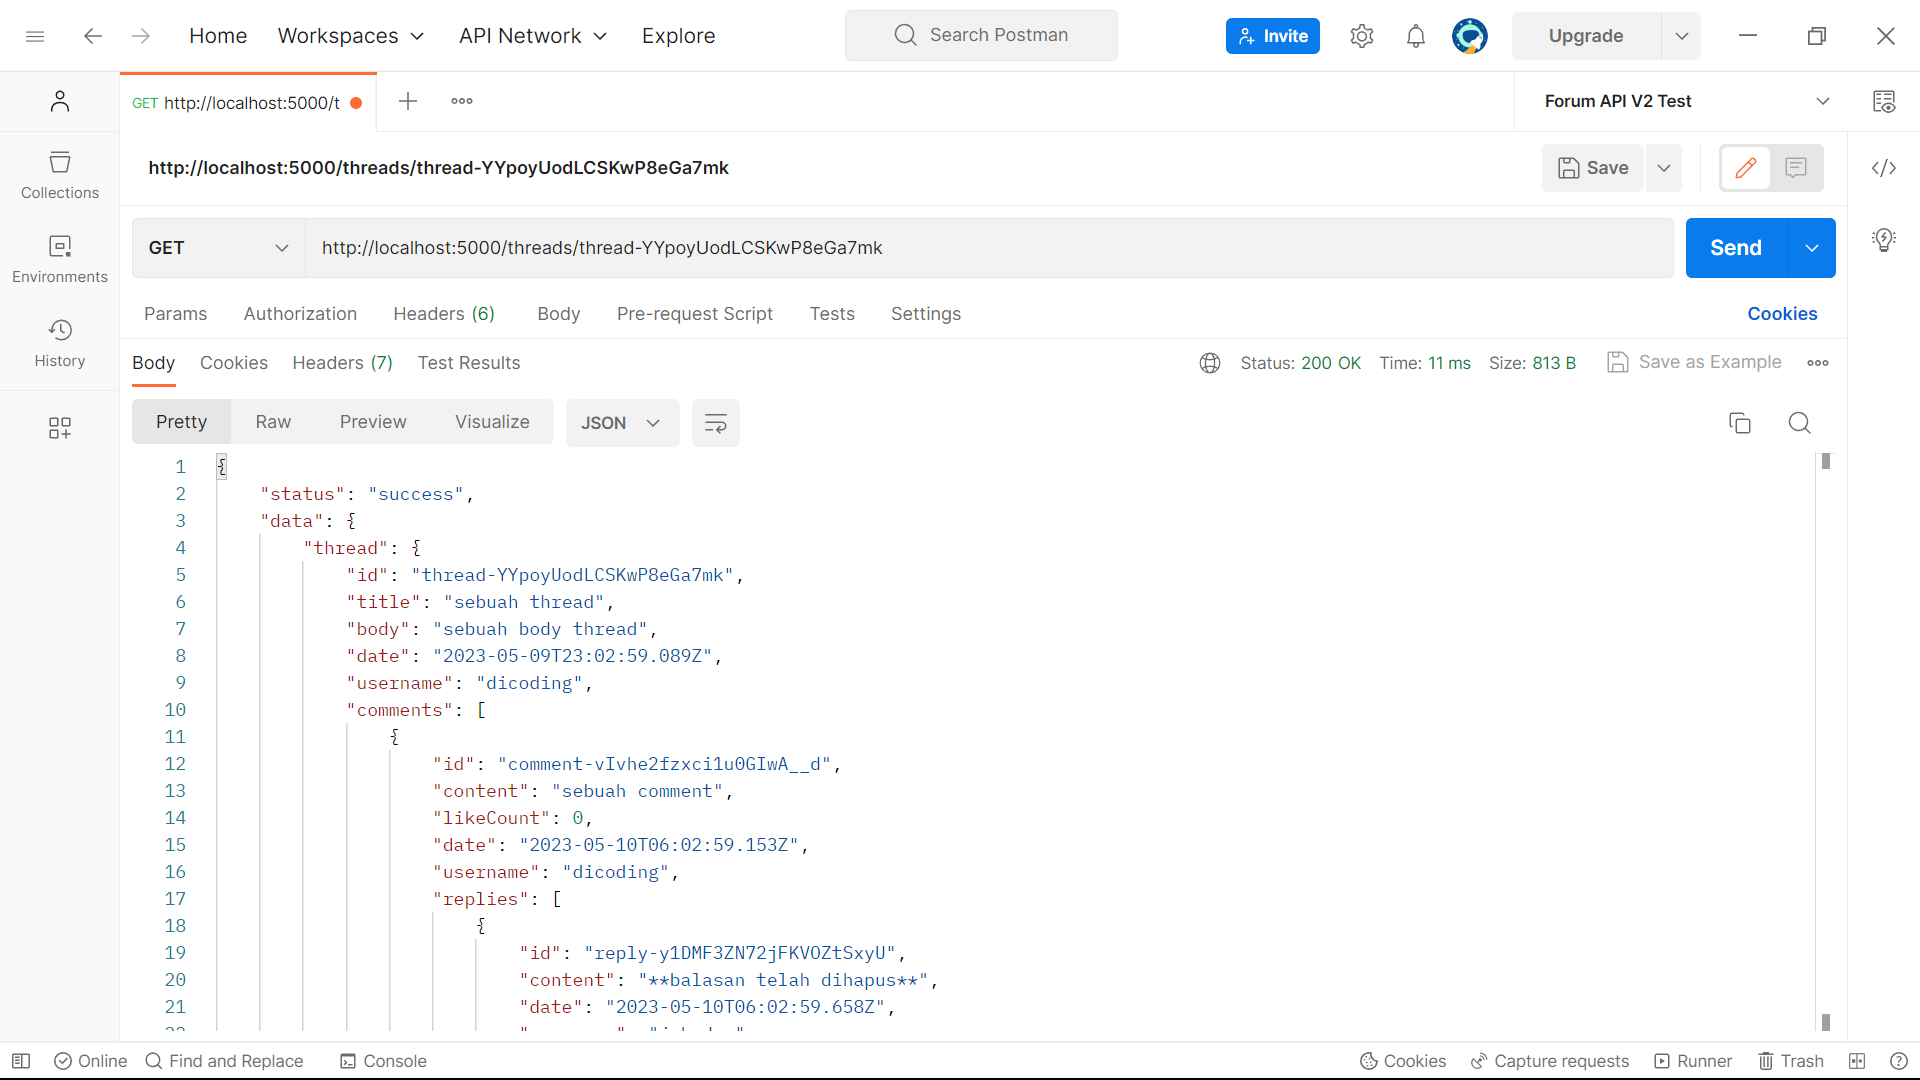 Home Workspaces API Network Explore Search Postman Invite Upgrade
GET http://localhost:5000/t Forum API V2 Test
http://localhost:5000/threads/thread-YYpoyUodLCSKwP8eGa7mk Save
Collections
GET http://localhost:5000/threads/thread-YYpoyUodLCSKwP8eGa7mk Send
Environments
Params Authorization Headers (6) Body Pre-request Script Tests Settings Cookies
History
Body Cookies Headers (7) Test Results Status: 200 OK Time: 11 ms Size: 813 B Save as Example
Pretty Raw Preview Visualize JSON
1 {
2 "status": "success",
3 "data": {
4 "thread": {
5 "id": "thread-YYpoyUodLCSKwP8eGa7mk",
6 "title": "sebuah thread",
7 "body": "sebuah body thread",
8 "date": "2023-05-09T23:02:59.089Z",
9 "username": "dicoding",
10 "comments": [
11 {
12 "id": "comment-vIvhe2fzxci1u0GIwA__d",
13 "content": "sebuah comment",
14 "likeCount": 0,
15 "date": "2023-05-10T06:02:59.153Z",
16 "username": "dicoding",
17 "replies": [
18 {
19 "id": "reply-y1DMF3ZN72jFKVOZtSxyU",
20 "content": "**balasan telah dihapus**",
21 "date": "2023-05-10T06:02:59.658Z",
Online Find and Replace Console Cookies Capture requests Runner Trash